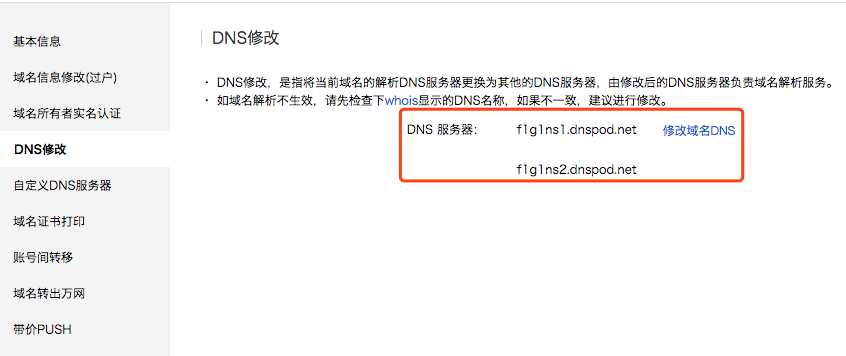 基本信息
域名信息修改(过户)
域名所有者实名认证
DNS修改
自定义DNS服务器
域名证书打印
账号间转移
域名转出万网
带价PUSH
DNS修改
· DNS修改，是指将当前域名的解析DNS服务器更换为其他的DNS服务器，由修改后的DNS服务器负责域名解析服务。
· 如域名解析不生效，请先检查下whois显示的DNS名称，如果不一致，建议进行修改。
DNS 服务器： f1g1ns1.dnspod.net 修改域名DNS
f1g1ns2.dnspod.net